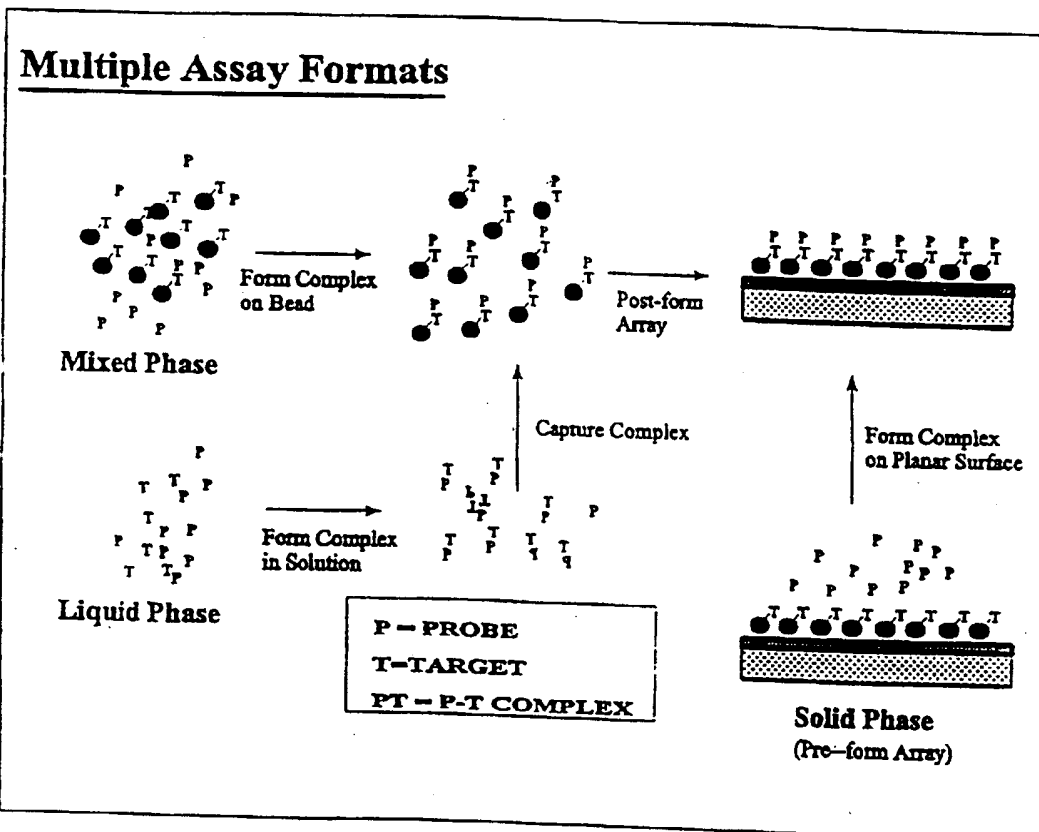 Multiple Assay Formats
Form Complex
on Bead
Post-form
Array
Mixed Phase
Capture Complex
Form Complex
on Planar Surface
Form Complex
in Solution
Liquid Phase
P = PROBE
T=TARGET
PT = P-T COMPLEX
Solid Phase
(Pre-form Array)